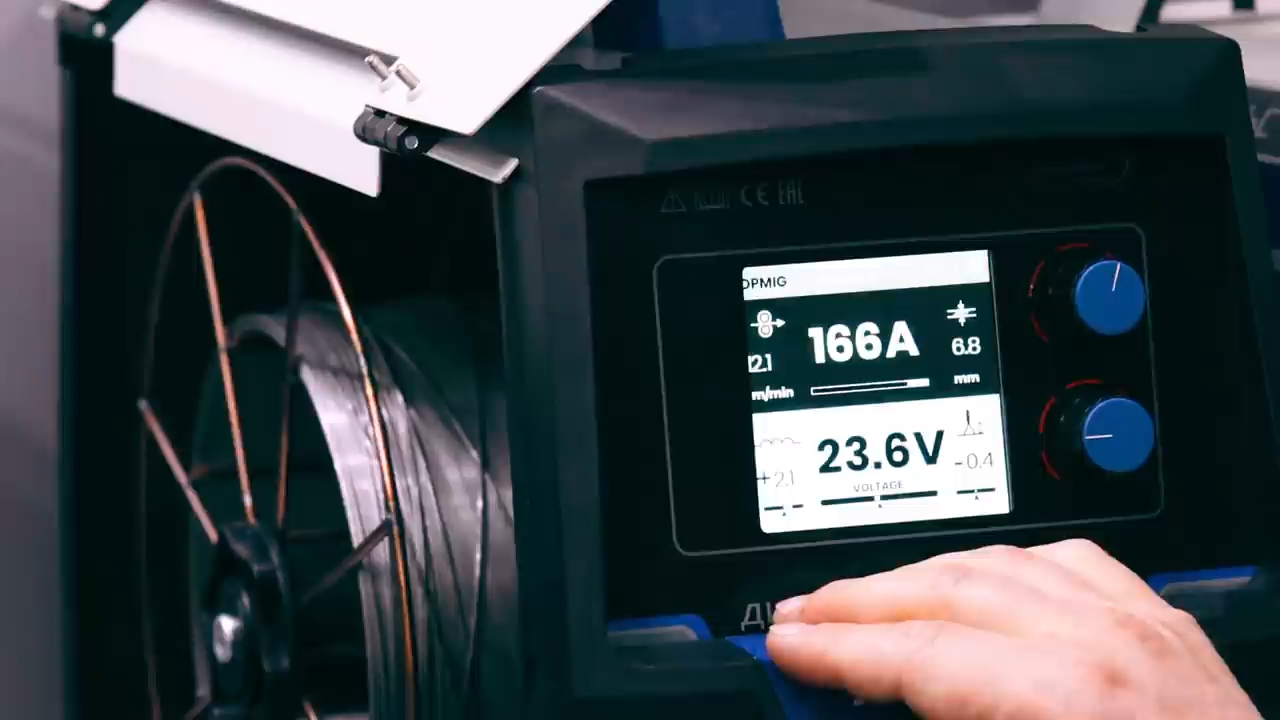 CE EAC
OPMIG
166A
12.1
6.8
m/min
mm
23.6V
+2.1
-0.4
VOLTAGE